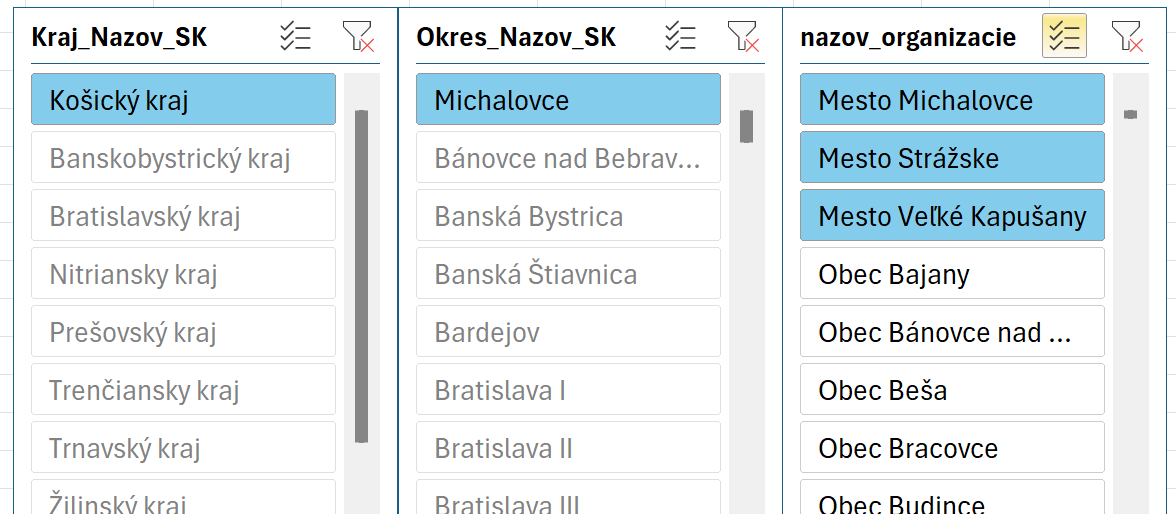 Kraj_Nazov_SK
Košický kraj
Banskobystrický kraj
Bratislavský kraj
Nitriansky kraj
Prešovský kraj
Trenčiansky kraj
Trnavský kraj
Žilinský kraj
Okres_Nazov_SK
Michalovce
Bánovce nad Bebrav...
Banská Bystrica
Banská Štiavnica
Bardejov
Bratislava I
Bratislava II
Bratislava III
nazov_organizacie
Mesto Michalovce
Mesto Strážske
Mesto Veľké Kapušany
Obec Bajany
Obec Bánovce nad ...
Obec Beša
Obec Bracovce
Obec Budince